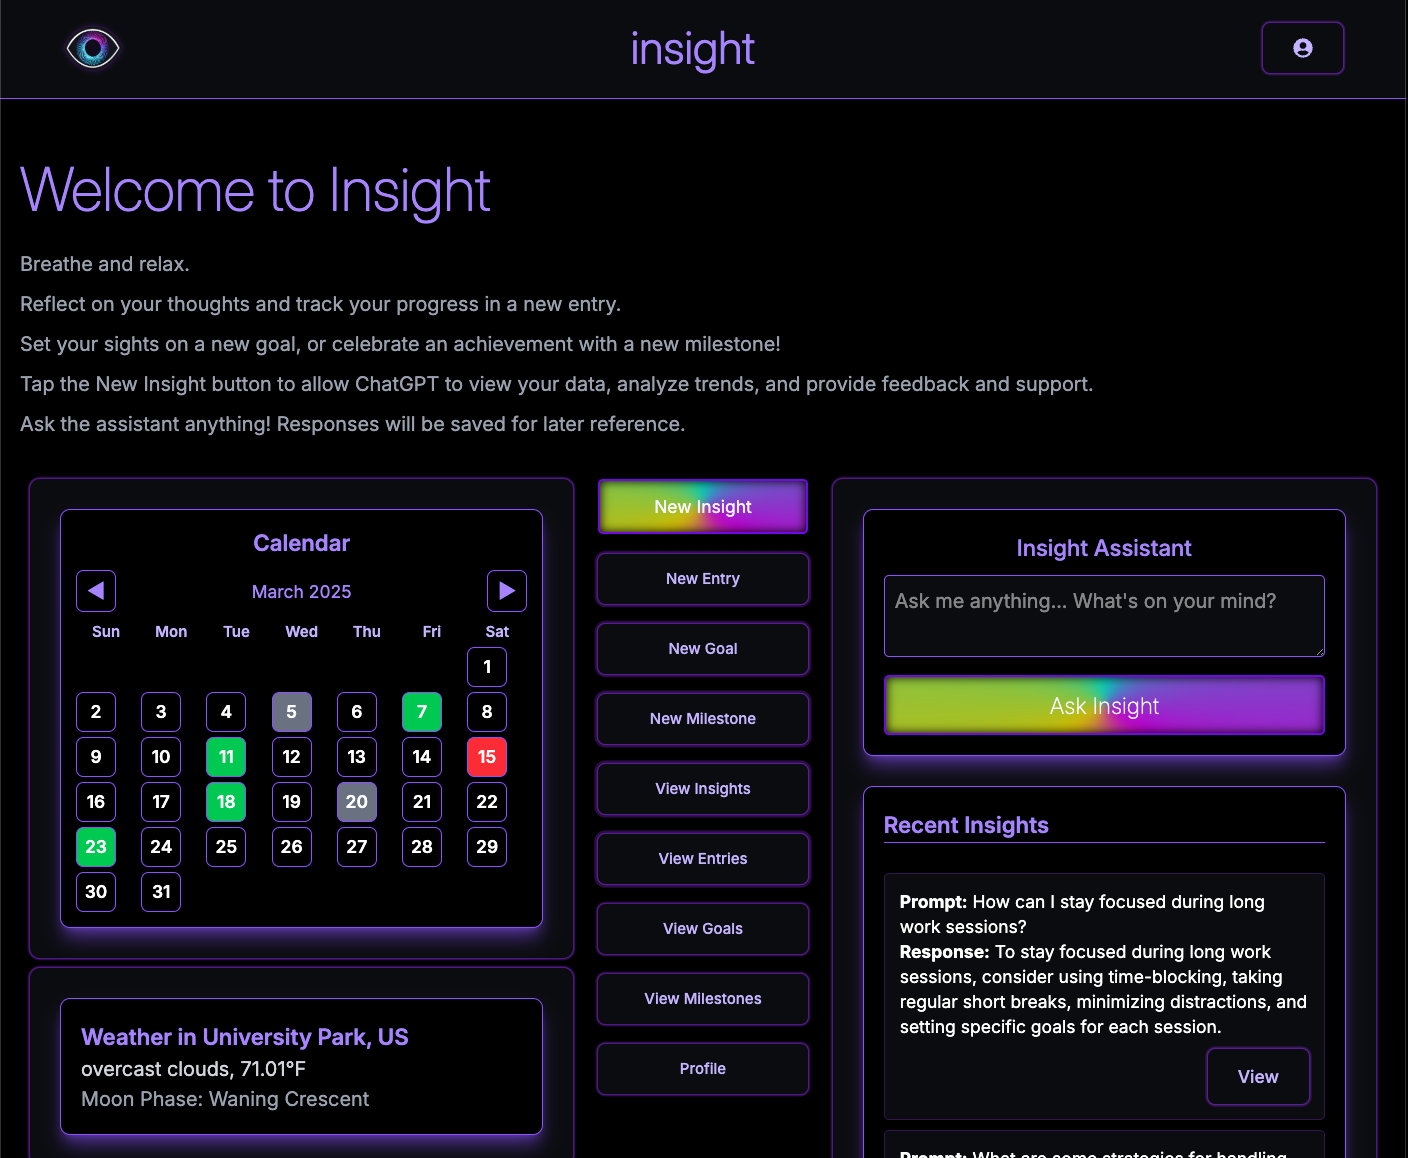 insight
Welcome to Insight
Breathe and relax.
Reflect on your thoughts and track your progress in a new entry.
Set your sights on a new goal, or celebrate an achievement with a new milestone!
Tap the New Insight button to allow ChatGPT to view your data, analyze trends, and provide feedback and support.
Ask the assistant anything! Responses will be saved for later reference.
Calendar
March 2025
Sun Mon Tue Wed Thu Fri Sat
1
2 3 4 5 6 7 8
9 10 11 12 13 14 15
16 17 18 19 20 21 22
23 24 25 26 27 28 29
30 31
Weather in University Park, US
overcast clouds, 71.01°F
Moon Phase: Waning Crescent
New Insight
New Entry
New Goal
New Milestone
View Insights
View Entries
View Goals
View Milestones
Profile
Insight Assistant
Ask me anything... What's on your mind?
Ask Insight
Recent Insights
Prompt: How can I stay focused during long
work sessions?
Response: To stay focused during long work
sessions, consider using time-blocking, taking
regular short breaks, minimizing distractions, and
setting specific goals for each session.
View
Prompt: What are some strategies for handling